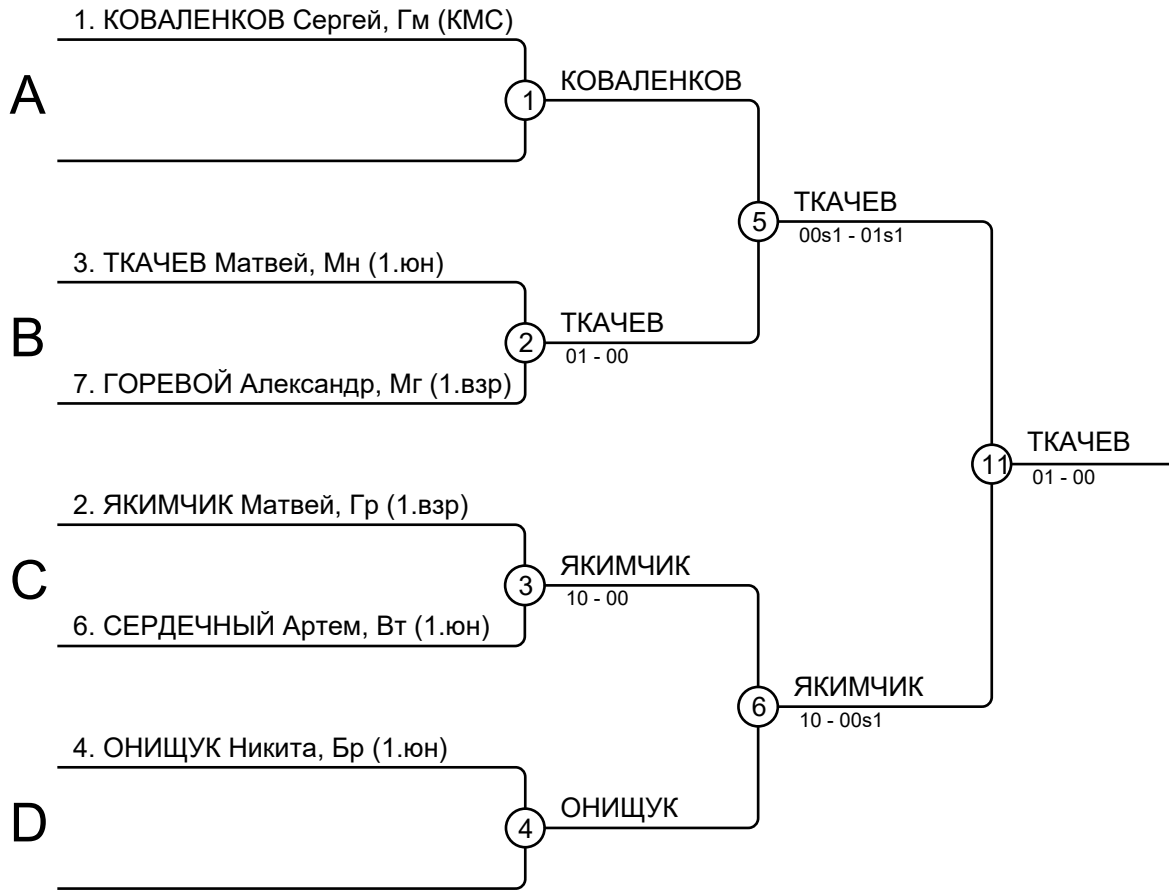 1. КОВАЛЕНКОВ Сергей, Гм (КМС)
A
1
КОВАЛЕНКОВ
5
ТКАЧЕВ
00s1 - 01s1
3. ТКАЧЕВ Матвей, Мн (1.юн)
B
2
ТКАЧЕВ
01 - 00
7. ГОРЕВОЙ Александр, Мг (1.взр)
11
ТКАЧЕВ
01 - 00
2. ЯКИМЧИК Матвей, Гр (1.взр)
C
3
ЯКИМЧИК
10 - 00
6. СЕРДЕЧНЫЙ Артем, Вт (1.юн)
6
ЯКИМЧИК
10 - 00s1
4. ОНИЩУК Никита, Бр (1.юн)
D
4
ОНИЩУК